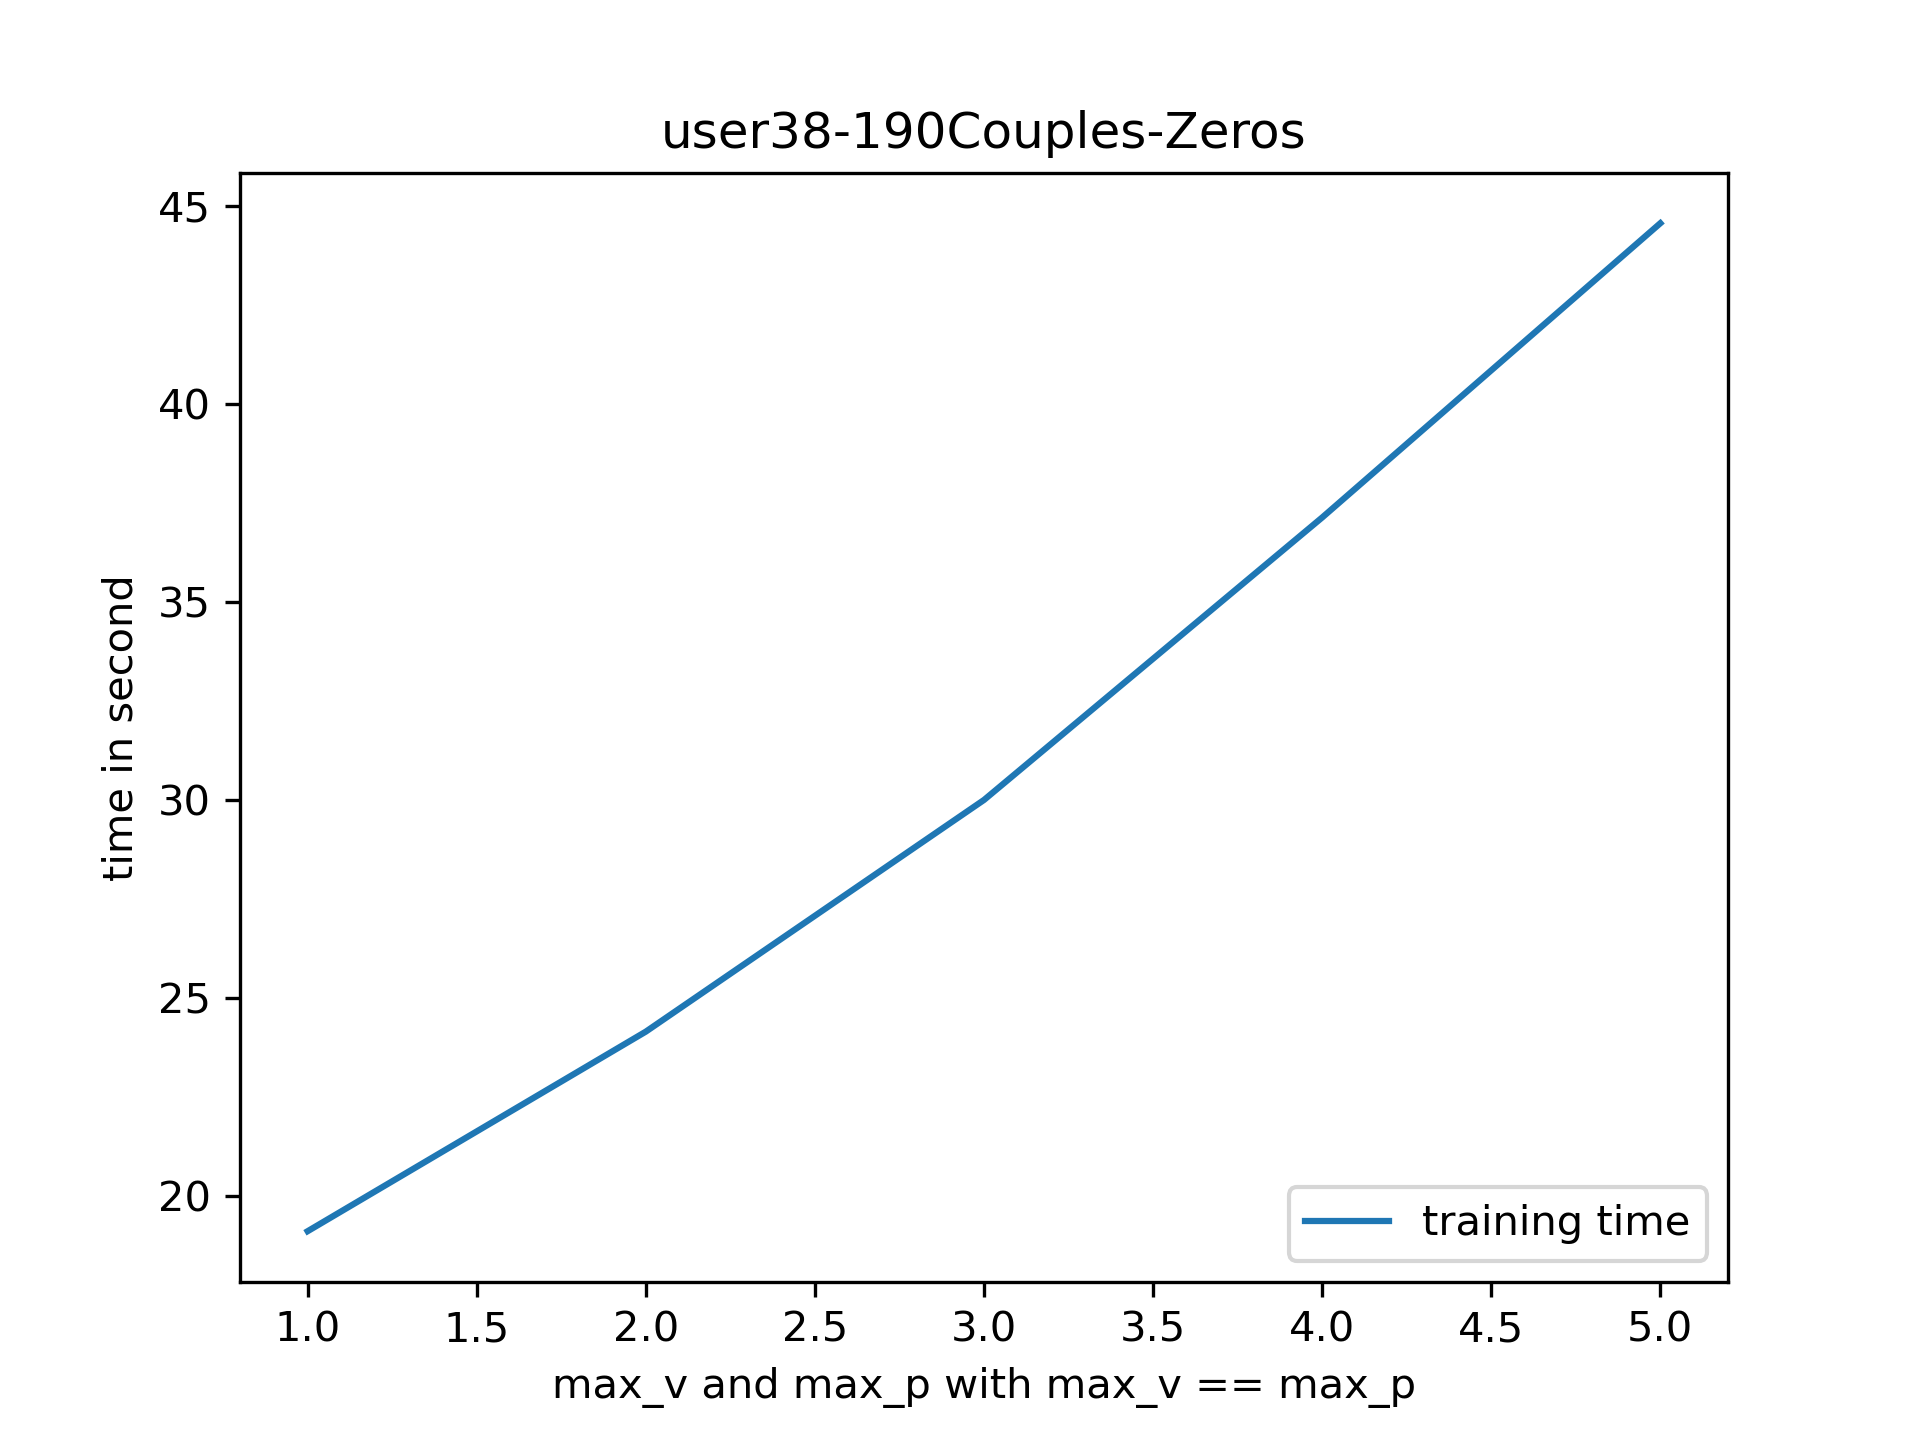 user38-190Couples-Zeros
45
40
35
30
25
20
time in second
training time
1.0 1.5 2.0 2.5 3.0 3.5 4.0 4.5 5.0
max_v and max_p with max_v == max_p